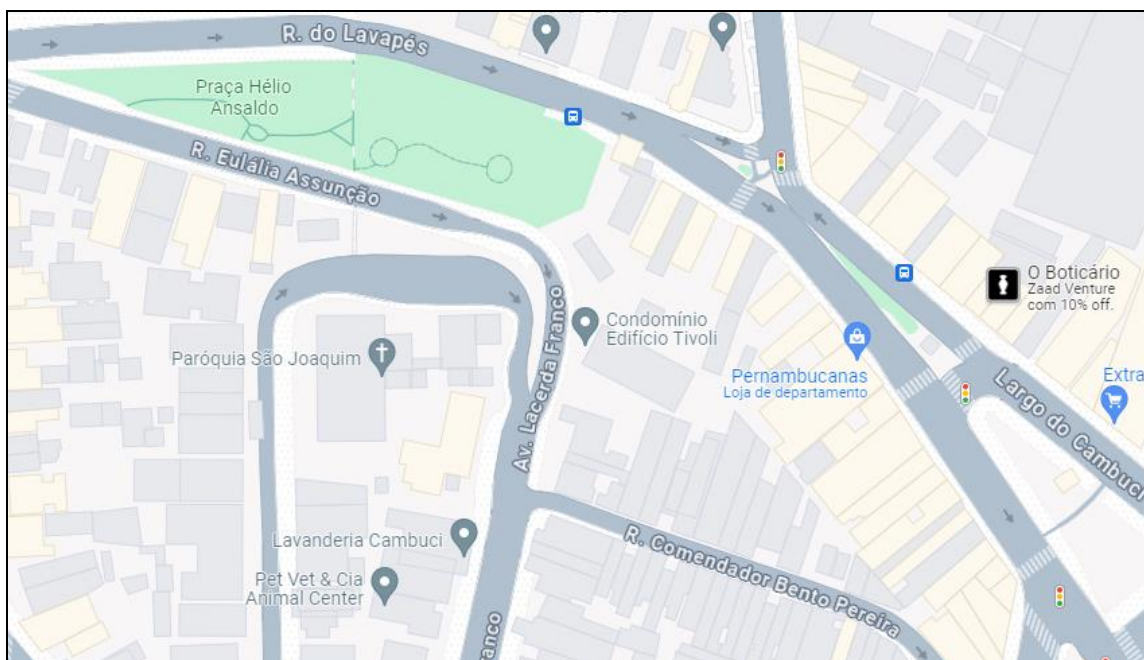 R. do Lavapés
Praça Hélio
Ansaldo
R. Eulália Assunção
O Boticário
Zaad Venture
com 10% off.
Condomínio
Edifício Tivoli
Paróquia São Joaquim
Av. Lacerda Franco
Pernambucanas
Loja de departamento
Extra
Largo do Cambuci
Lavanderia Cambuci
R. Comendador Bento Pereira
Pet Vet & Cia
Animal Center
ranco